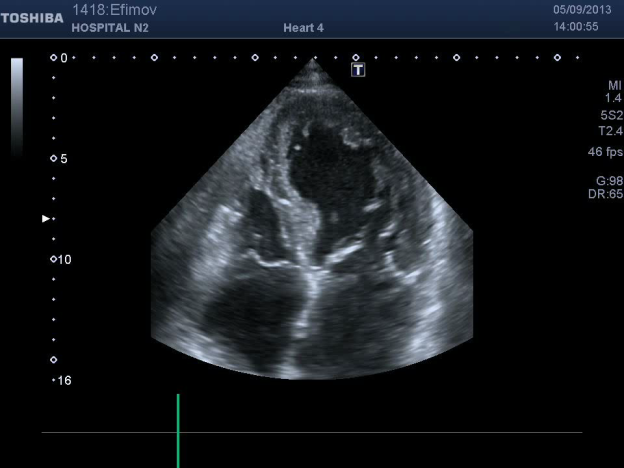 TOSHIBA
1418:Efimov
HOSPITAL N2
Heart 4
05/09/2013
14:00:55
0
T
5
10
16
MI
1.4
5S2
T2.4
46 fps
G:98
DR:65